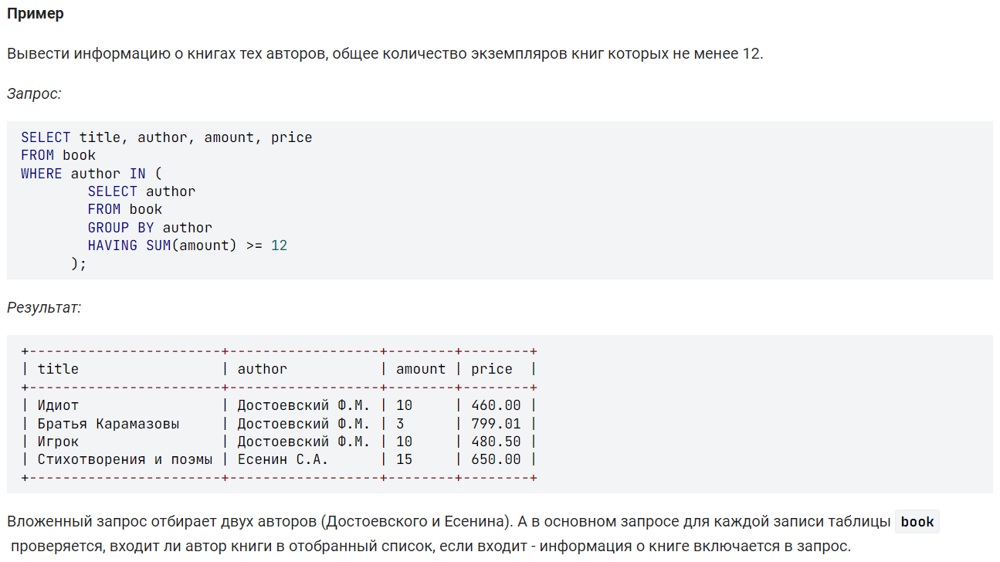 Пример
Вывести информацию о книгах тех авторов, общее количество экземпляров книг которых не менее 12.
Запрос:
SELECT title, author, amount, price
FROM book
WHERE author IN (
        SELECT author
        FROM book
        GROUP BY author
        HAVING SUM(amount) >= 12
      );
Результат:
+-----------------------+------------------+--------+--------+
| title                 | author           | amount | price  |
+-----------------------+------------------+--------+--------+
| Идиот                 | Достоевский Ф.М. | 10     | 460.00 |
| Братья Карамазовы     | Достоевский Ф.М. | 3      | 799.01 |
| Игрок                 | Достоевский Ф.М. | 10     | 480.50 |
| Стихотворения и поэмы | Есенин С.А.      | 15     | 650.00 |
+-----------------------+------------------+--------+--------+
Вложенный запрос отбирает двух авторов (Достоевского и Есенина). А в основном запросе для каждой записи таблицы book
проверяется, входит ли автор книги в отобранный список, если входит - информация о книге включается в запрос.